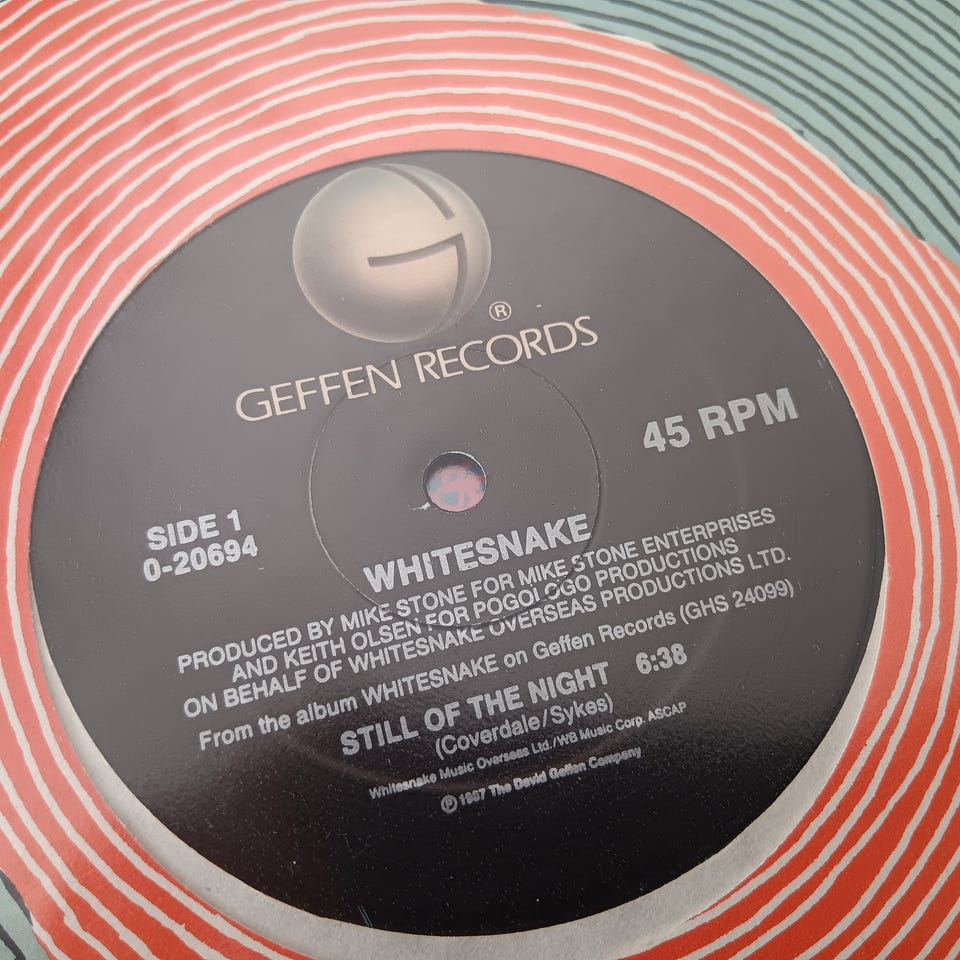 ®
GEFFEN RECORDS
45 RPM
SIDE 1
0-20694
WHITESNAKE
PRODUCED BY MIKE STONE FOR MIKE STONE ENTERPRISES
AND KEITH OLSEN FOR POGOLOGO PRODUCTIONS
ON BEHALF OF WHITESNAKE OVERSEAS PRODUCTIONS LTD.
From the album WHITESNAKE on Geffen Records (GHS 24099)
STILL OF THE NIGHT 6:38
(Coverdale/Sykes)
Whitesnake Music Overseas Ltd./WB Music Corp. ASCAP
℗ 1987 The David Geffen Company